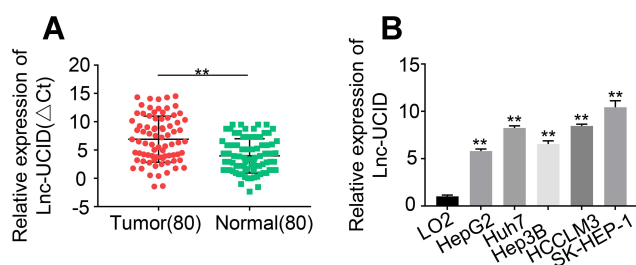 A
Relative expression of
Lnc-UCID(△Ct)
20
15
10
5
0
-5
**
Tumor(80)
Normal(80)
B
Relative expression of
Lnc-UCID
15
10
5
0
**
**
**
**
**
LO2
HepG2
Huh7
Hep3B
HCCLM3
SK-HEP-1